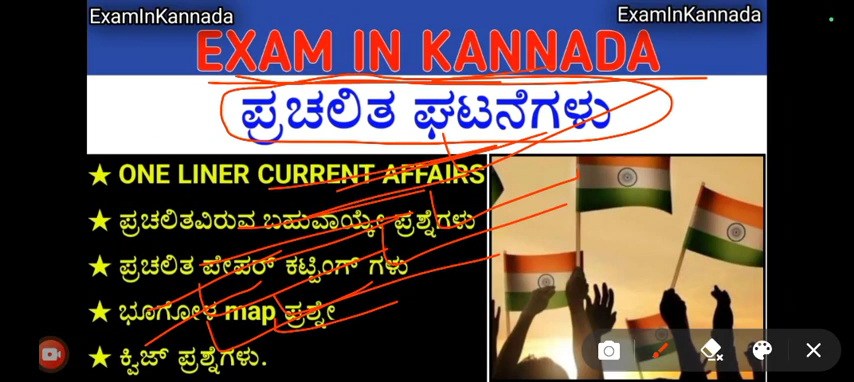 ExamInKannada
ExamInKannada
EXAM IN KANNADA
ಪ್ರಚಲಿತ ಘಟನೆಗಳು
★ ONE LINER CURRENT AFFAIRS
★ ಪ್ರಚಲಿತವಿರುವ ಬಹುವಾಯ್ಕೇ ಪ್ರಶ್ನೆಗಳು
★ ಪ್ರಚಲಿತ ಪೇಪರ್ ಕಟ್ಟಿಂಗ್ ಗಳು
★ ಭೂಗೋಳ map ಪ್ರಶ್ನೇ
★ ಕ್ವಿಜ್ ಪ್ರಶ್ನೆಗಳು.